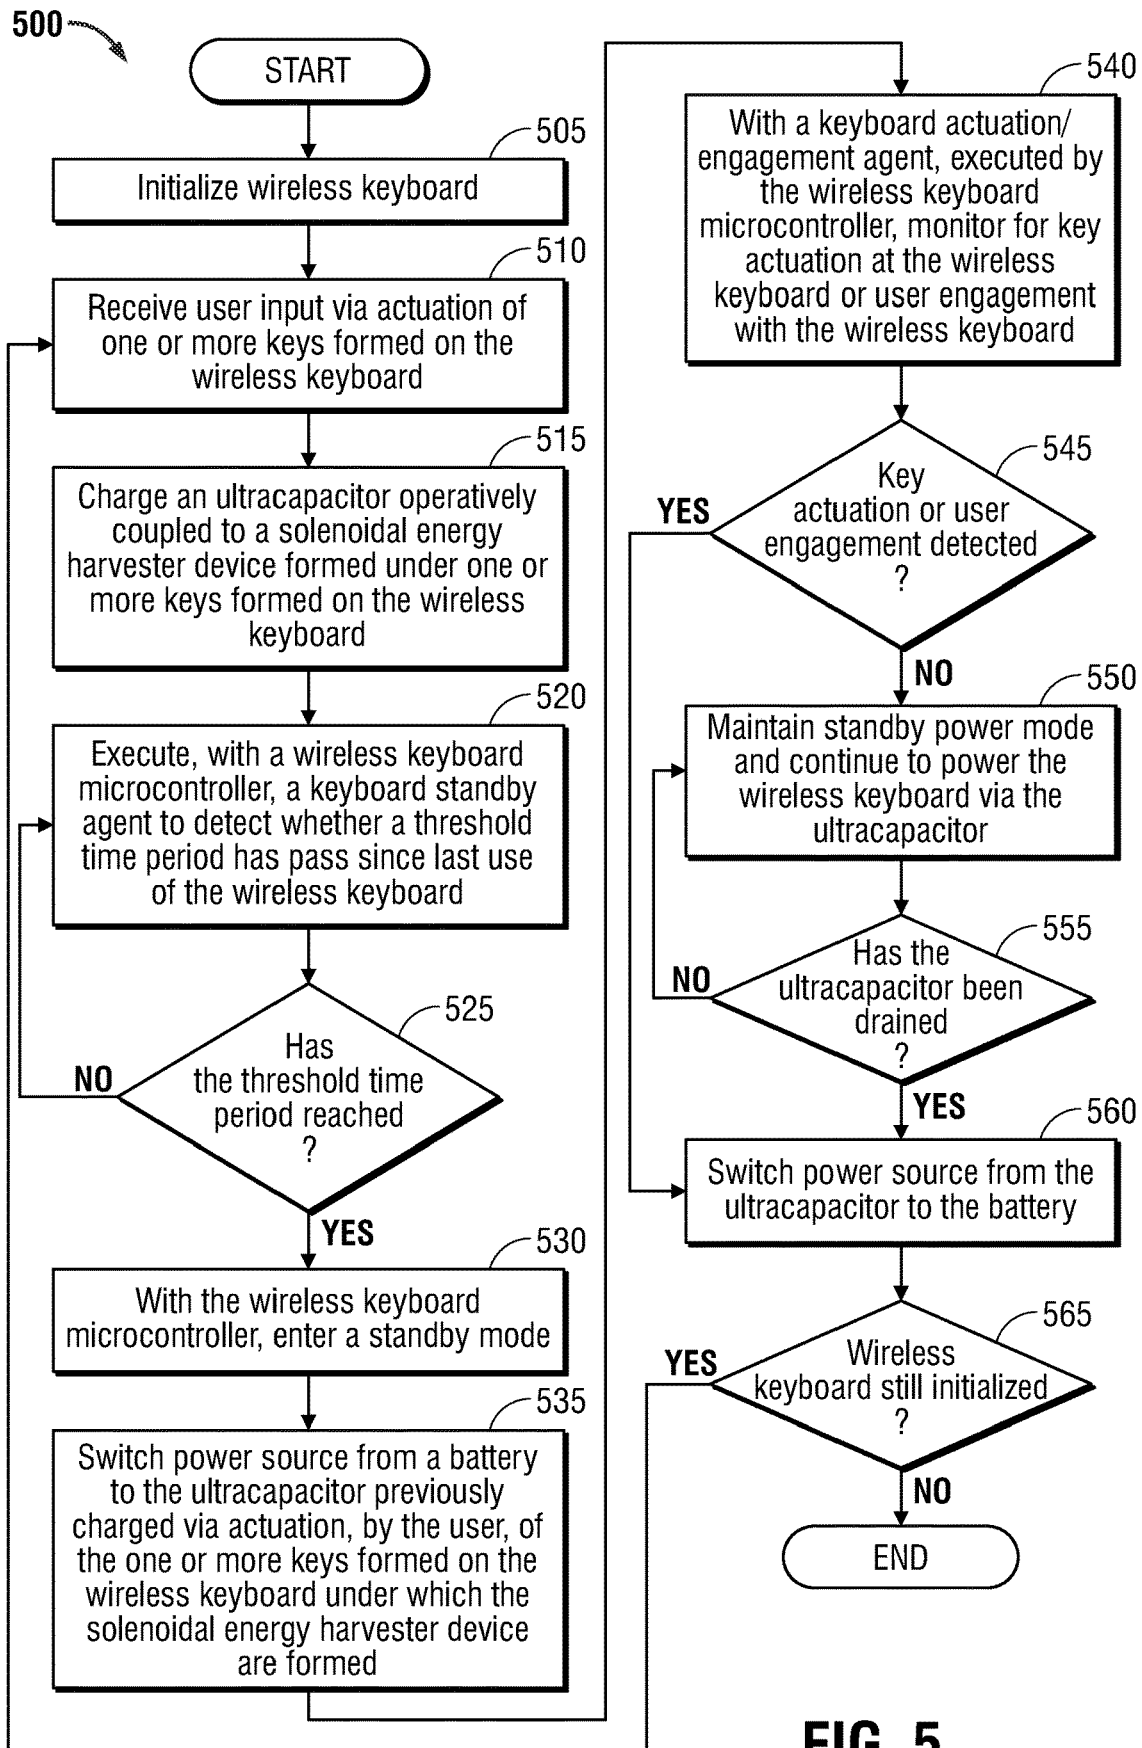 500
START
505
Initialize wireless keyboard
510
Receive user input via actuation of
one or more keys formed on the
wireless keyboard
515
Charge an ultracapacitor operatively
coupled to a solenoidal energy
harvester device formed under one or
more keys formed on the wireless
keyboard
520
Execute, with a wireless keyboard
microcontroller, a keyboard standby
agent to detect whether a threshold
time period has pass since last use
of the wireless keyboard
525
Has
the threshold time
period reached
?
NO
YES
530
With the wireless keyboard
microcontroller, enter a standby mode
535
Switch power source from a battery
to the ultracapacitor previously
charged via actuation, by the user, of
the one or more keys formed on the
wireless keyboard under which the
solenoidal energy harvester device
are formed
540
With a keyboard actuation/
engagement agent, executed by
the wireless keyboard
microcontroller, monitor for key
actuation at the wireless
keyboard or user engagement
with the wireless keyboard
545
Key
actuation or user
engagement detected
?
YES
NO
550
Maintain standby power mode
and continue to power the
wireless keyboard via the
ultracapacitor
555
Has the
ultracapacitor been
drained
?
NO
YES
560
Switch power source from the
ultracapacitor to the battery
565
Wireless
keyboard still initialized
?
YES
NO
END
FIG. 5